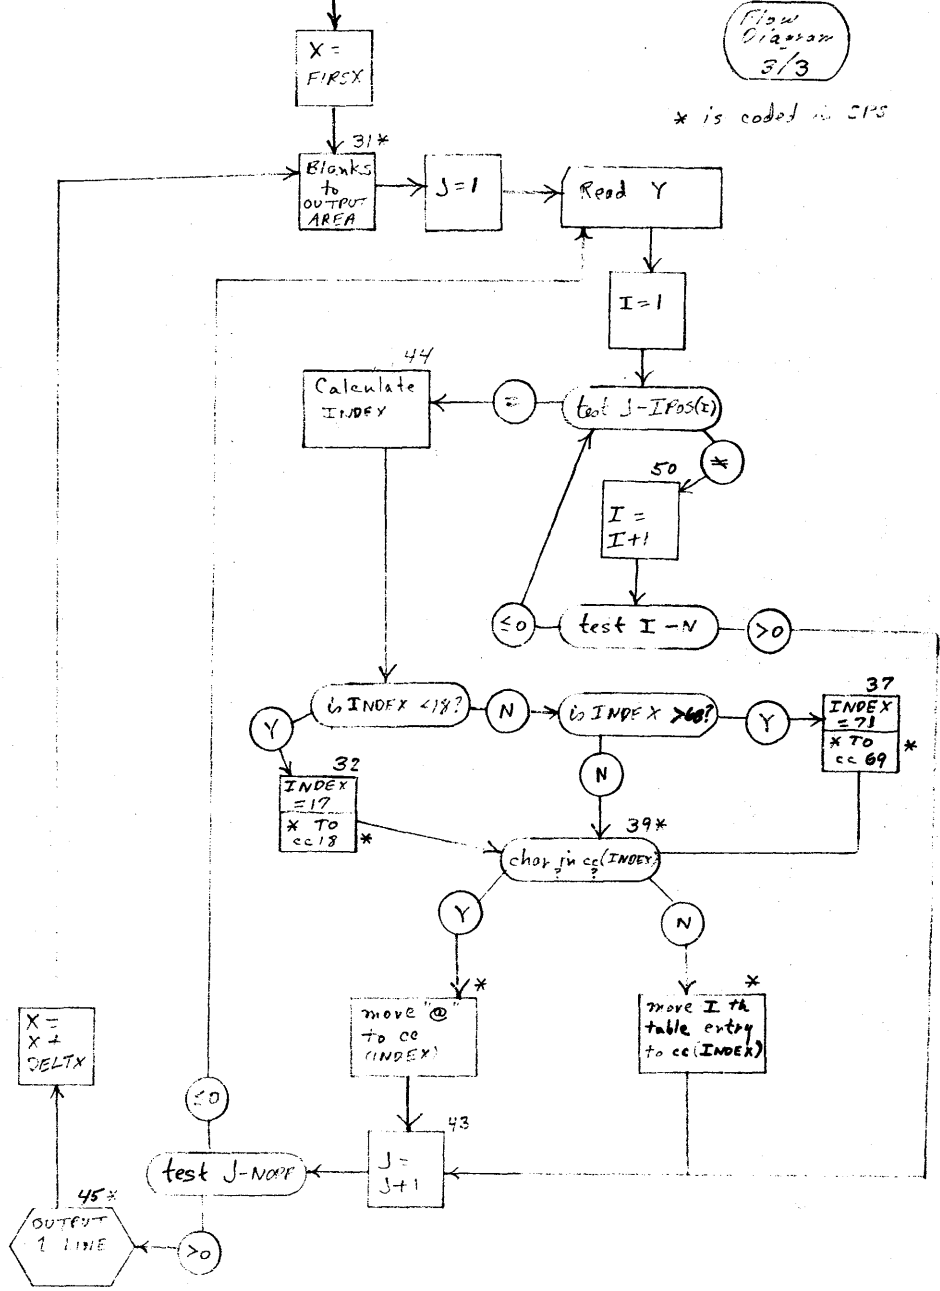 Flow
Diagram
3/3
* is coded in SPS
X =
FIRSX
31*
Blanks
to
OUTPUT
AREA
J=1
Read Y
I=1
44
Calculate
INDEX
=
test J-IPOS(I)
≠
50
I =
I+1
≤0
test I-N
>0
is INDEX <18?
N
is INDEX >68?
Y
37
INDEX
=71
* TO
cc 69
*
Y
32
INDEX
=17
* TO
cc18
*
N
39*
char in cc(INDEX)
? ?
Y
N
*
move "@"
to cc
(INDEX)
*
move I th
table entry
to cc(INDEX)
X =
X +
DELTX
≤0
43
J =
J+1
test J-NOPF
45*
OUTPUT
1 LINE
>0